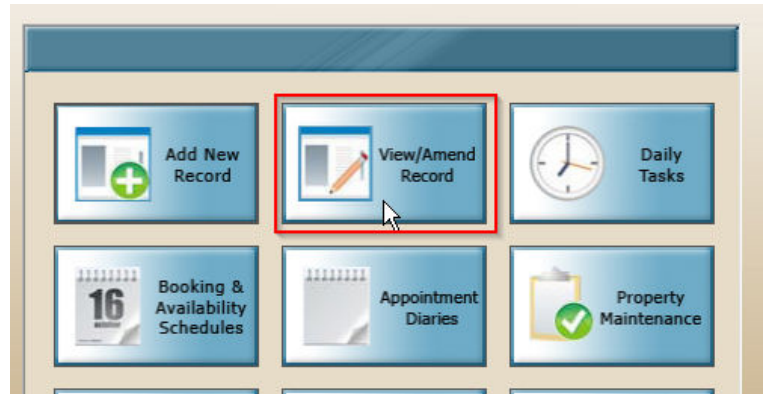 Add New
Record
View/Amend
Record
Daily
Tasks
16
Booking &
Availability
Schedules
Appointment
Diaries
Property
Maintenance